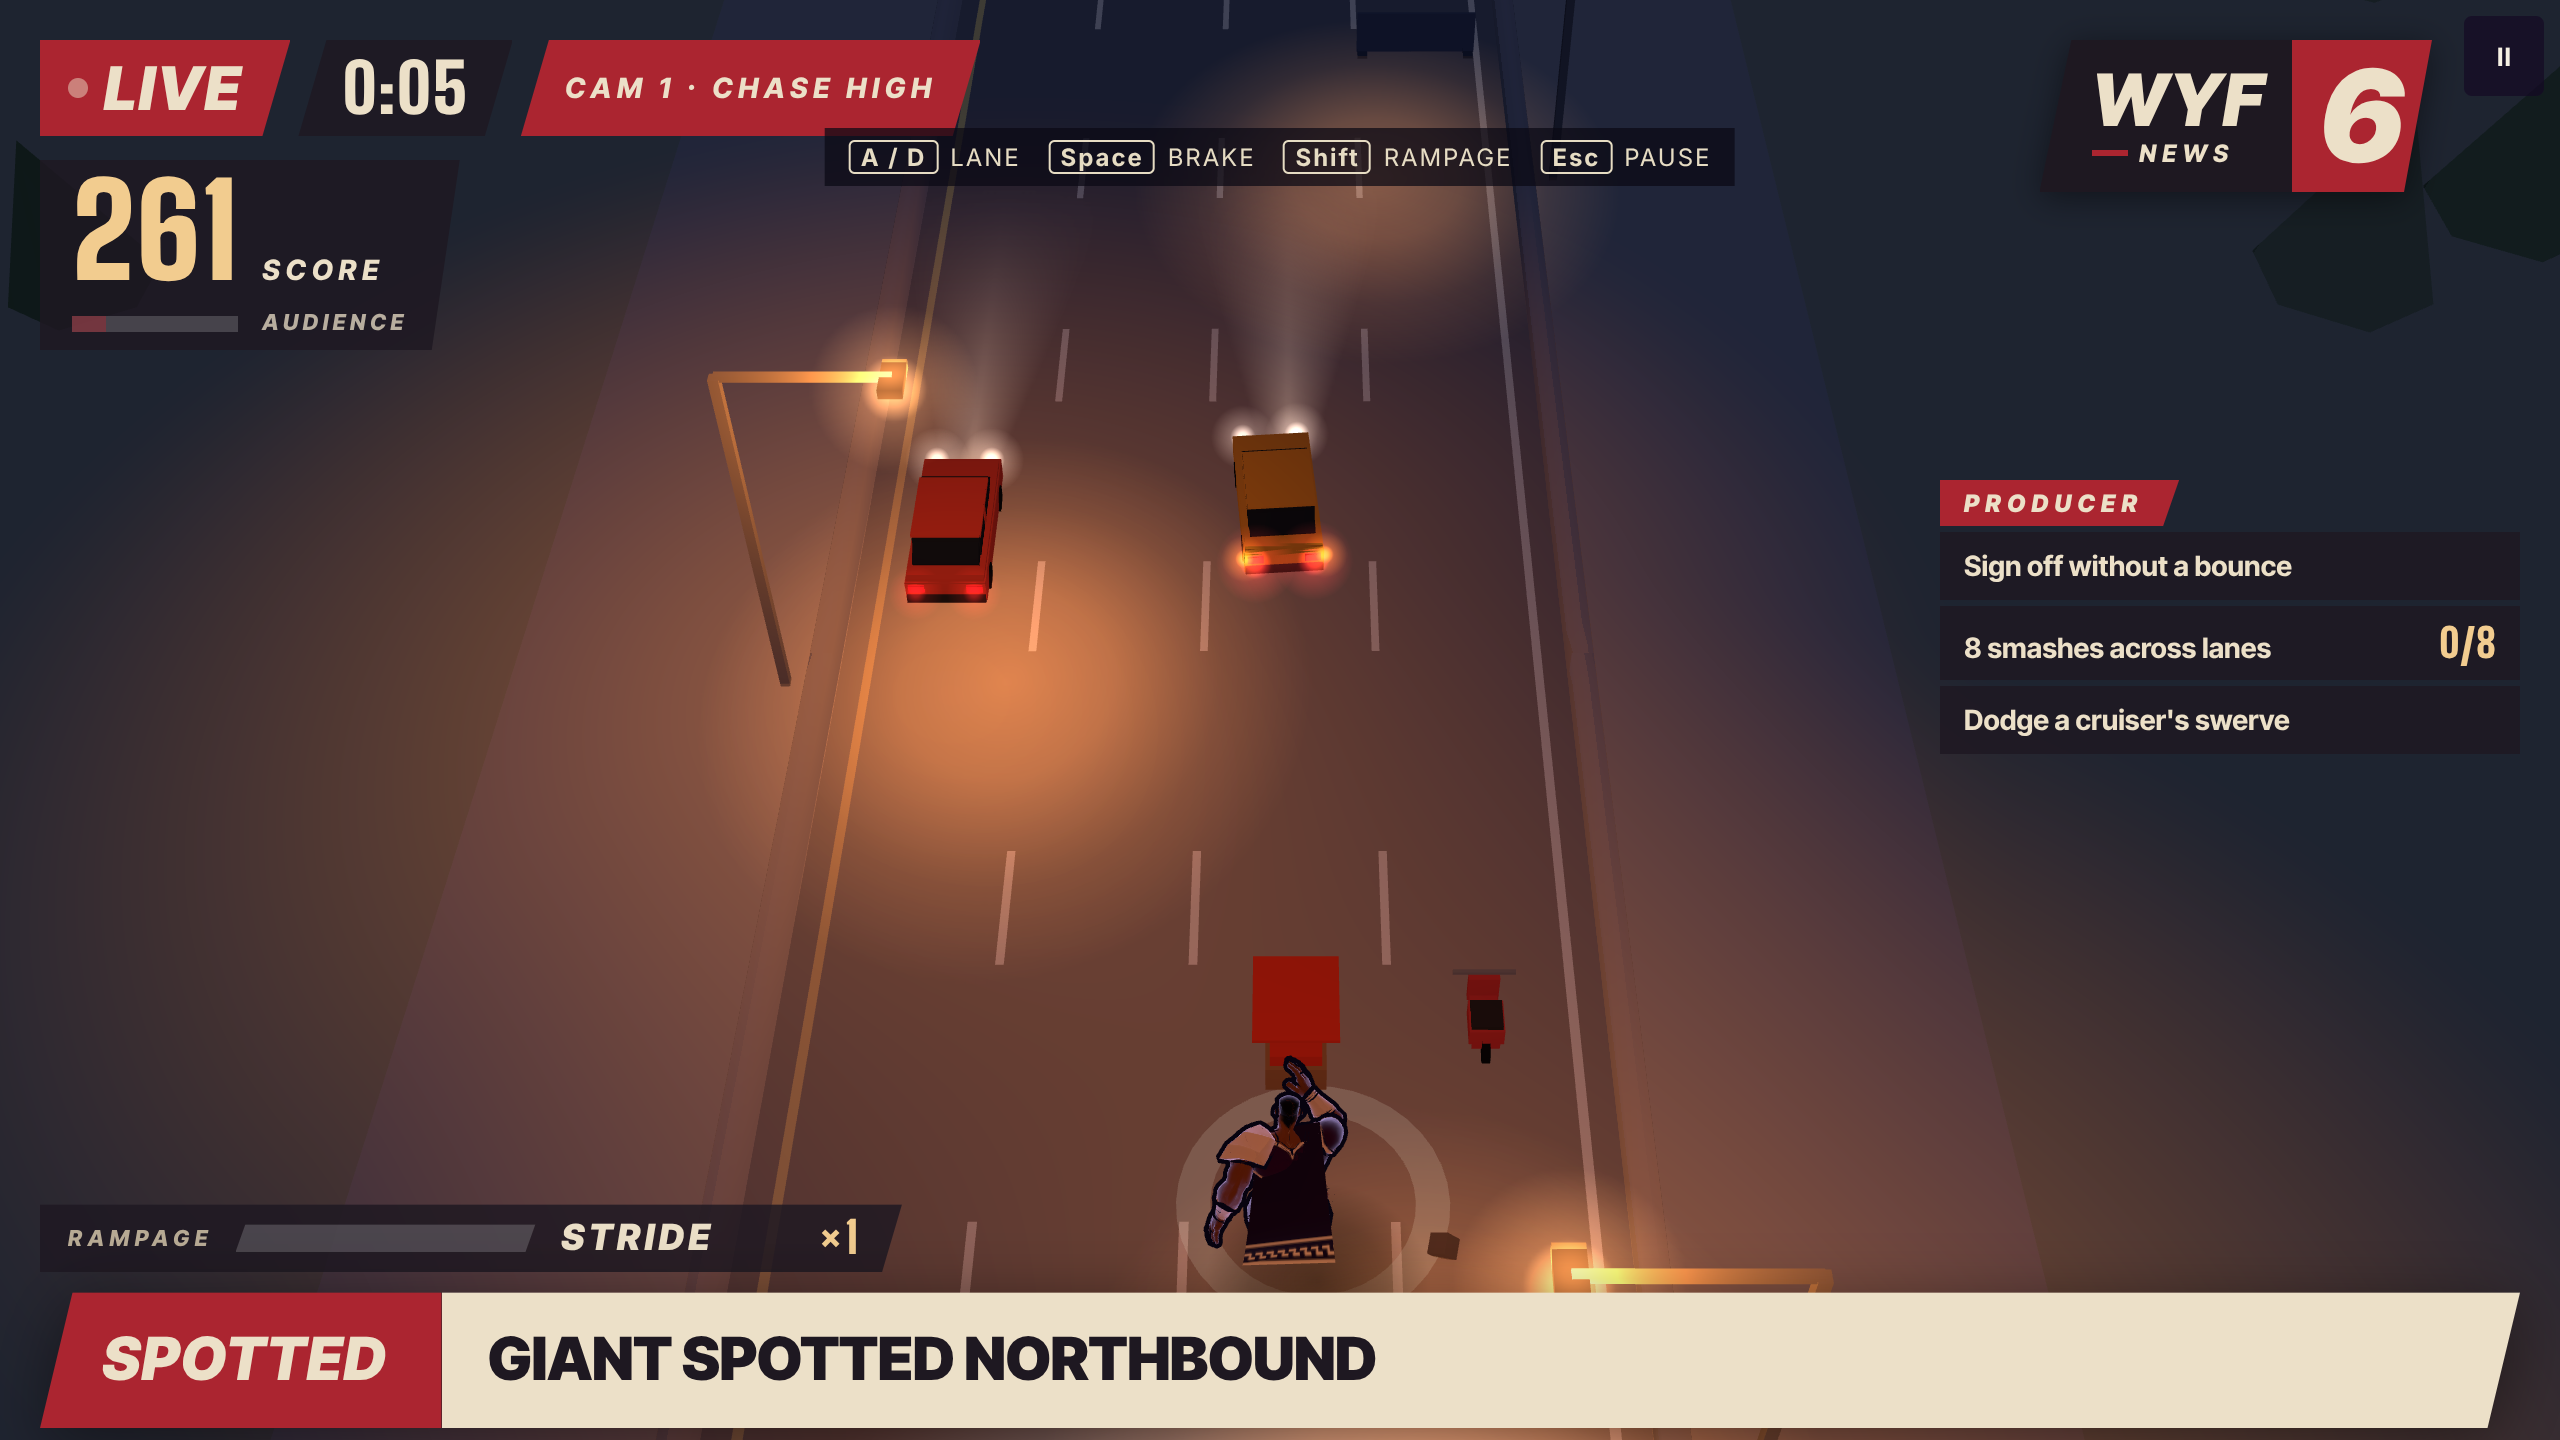 LIVE
0:05
CAM 1 · CHASE HIGH
WYF
NEWS
6
A / D LANE Space BRAKE Shift RAMPAGE Esc PAUSE
261 SCORE
AUDIENCE
PRODUCER
Sign off without a bounce
8 smashes across lanes 0/8
Dodge a cruiser's swerve
RAMPAGE STRIDE ×1
SPOTTED GIANT SPOTTED NORTHBOUND